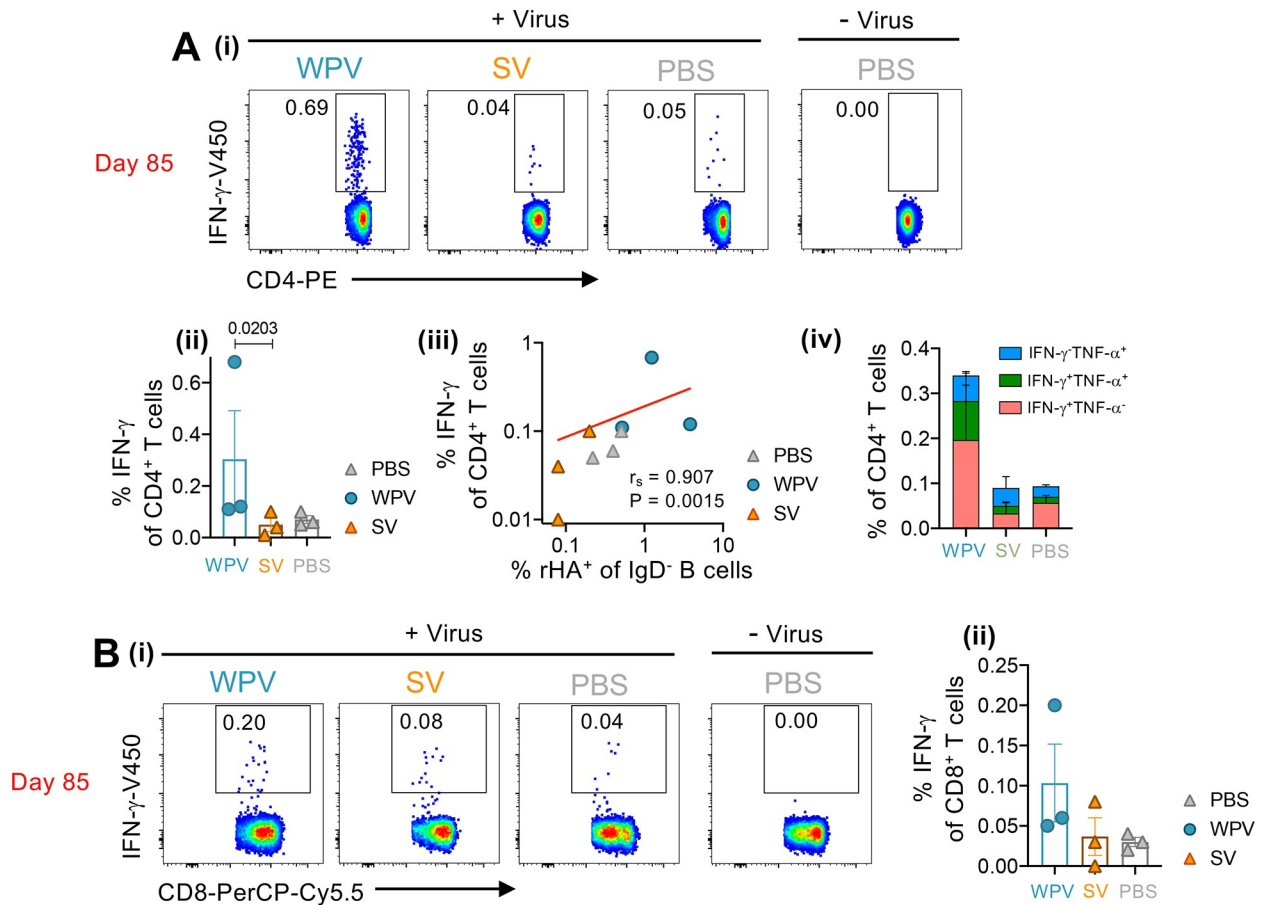 A (i)
+ Virus
- Virus
WPV SV PBS PBS
0.69 0.04 0.05 0.00
Day 85
IFN-γ-V450
CD4-PE
(ii)
0.0203
% IFN-γ
of CD4⁺ T cells
0.6
0.4
0.2
0.0
WPV SV PBS
PBS
WPV
SV
(iii)
% IFN-γ
of CD4⁺ T cells
1
0.1
0.01
rₛ = 0.907
P = 0.0015
0.1 1 10
% rHA⁺ of IgD⁻ B cells
PBS
WPV
SV
(iv)
% of CD4⁺ T cells
0.4
0.3
0.2
0.1
0.0
WPV SV PBS
IFN-γ⁻TNF-α⁺
IFN-γ⁺TNF-α⁺
IFN-γ⁺TNF-α⁻
B (i)
+ Virus
- Virus
WPV SV PBS PBS
0.20 0.08 0.04 0.00
Day 85
IFN-γ-V450
CD8-PerCP-Cy5.5
(ii)
% IFN-γ
of CD8⁺ T cells
0.25
0.20
0.15
0.10
0.05
0.00
WPV SV PBS
PBS
WPV
SV